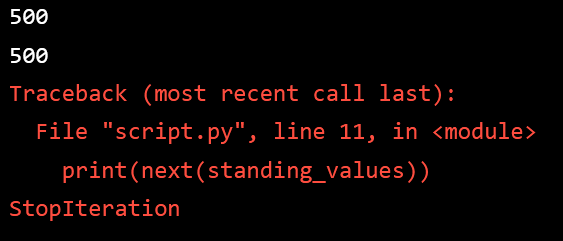 500
500
Traceback (most recent call last):
  File "script.py", line 11, in <module>
    print(next(standing_values))
StopIteration